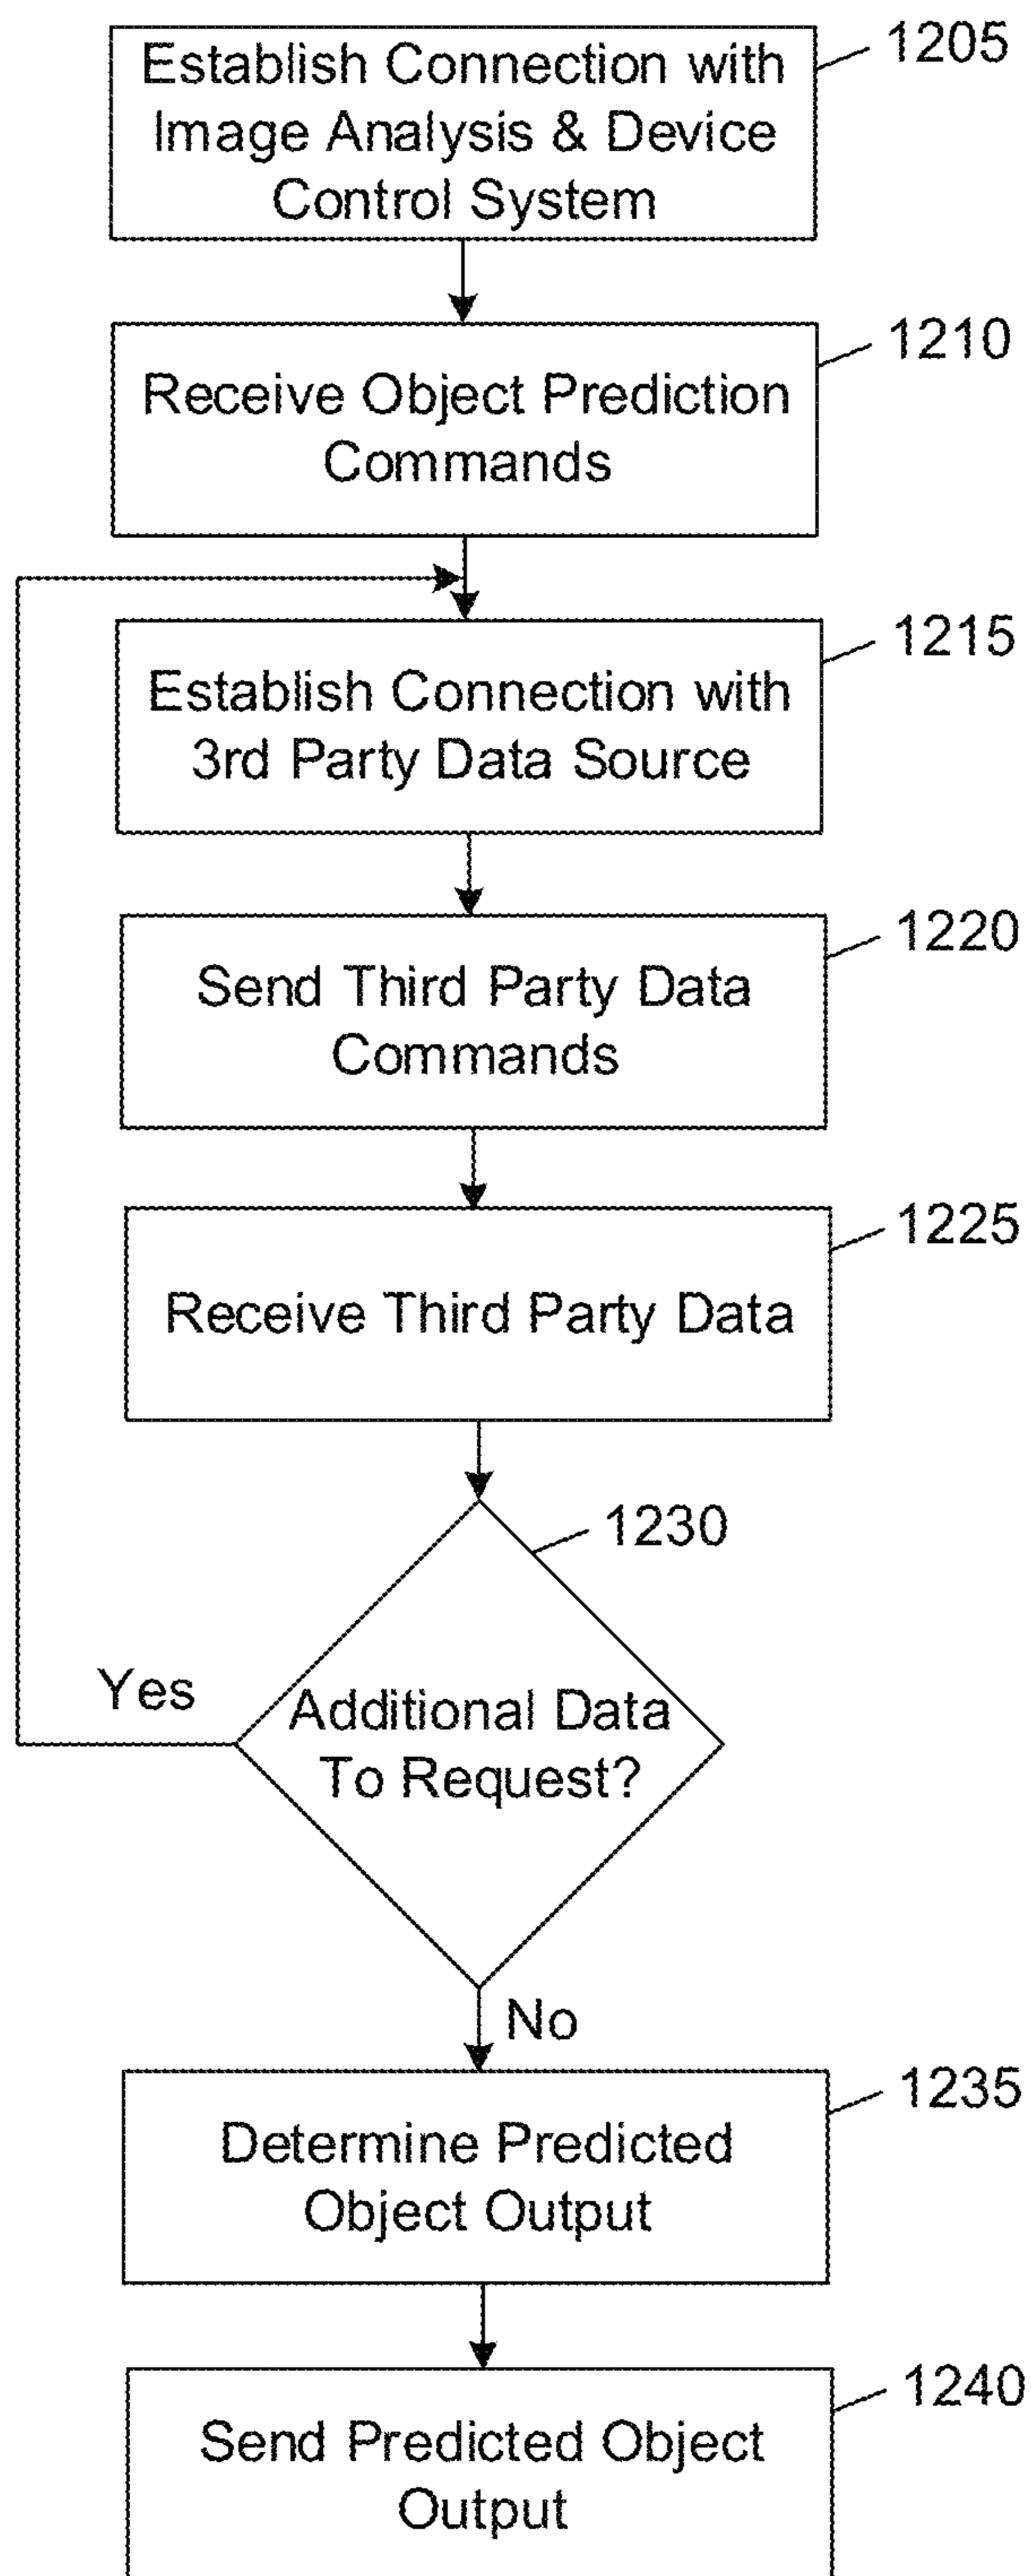 Establish Connection with
Image Analysis & Device
Control System
1205
Receive Object Prediction
Commands
1210
Establish Connection with
3rd Party Data Source
1215
Send Third Party Data
Commands
1220
Receive Third Party Data
1225
1230
Additional Data
To Request?
Yes
No
Determine Predicted
Object Output
1235
Send Predicted Object
Output
1240